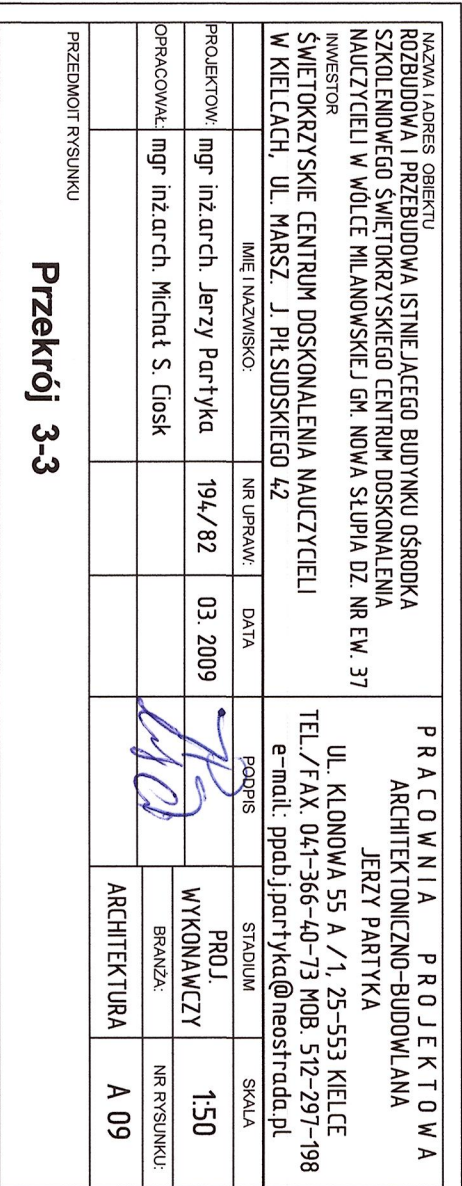 NAZWA I ADRES OBIEKTU
ROZBUDOWA I PRZEBUDOWA ISTNIEJĄCEGO BUDYNKU OŚRODKA
SZKOLENIOWEGO ŚWIĘTOKRZYSKIEGO CENTRUM DOSKONALENIA
NAUCZYCIELI W WÓLCE MILANOWSKIEJ GM. NOWA SŁUPIA DZ. NR EW. 37
INWESTOR
ŚWIETOKRZYSKIE CENTRUM DOSKONALENIA NAUCZYCIELI
W KIELCACH, UL. MARSZ. J. PIŁSUDSKIEGO 42
PRACOWNIA PROJEKTOWA
ARCHITEKTONICZNO-BUDOWLANA
JERZY PARTYKA
UL. KLONOWA 55 A /1, 25-553 KIELCE
TEL./FAX. 041-366-40-73 MOB. 512-297-198
e-mail: ppab.j.partyka@neostrada.pl
IMIĘ I NAZWISKO: NR UPRAW: DATA PODPIS STADIUM SKALA
PROJEKTOW: mgr inż.arch. Jerzy Partyka 194/82 03. 2009 PROJ. WYKONAWCZY 1:50
OPRACOWAŁ: mgr inż.arch. Michał S. Ciosk BRANŻA: NR RYSUNKU:
ARCHITEKTURA A 09
PRZEDMOIT RYSUNKU
Przekrój 3-3